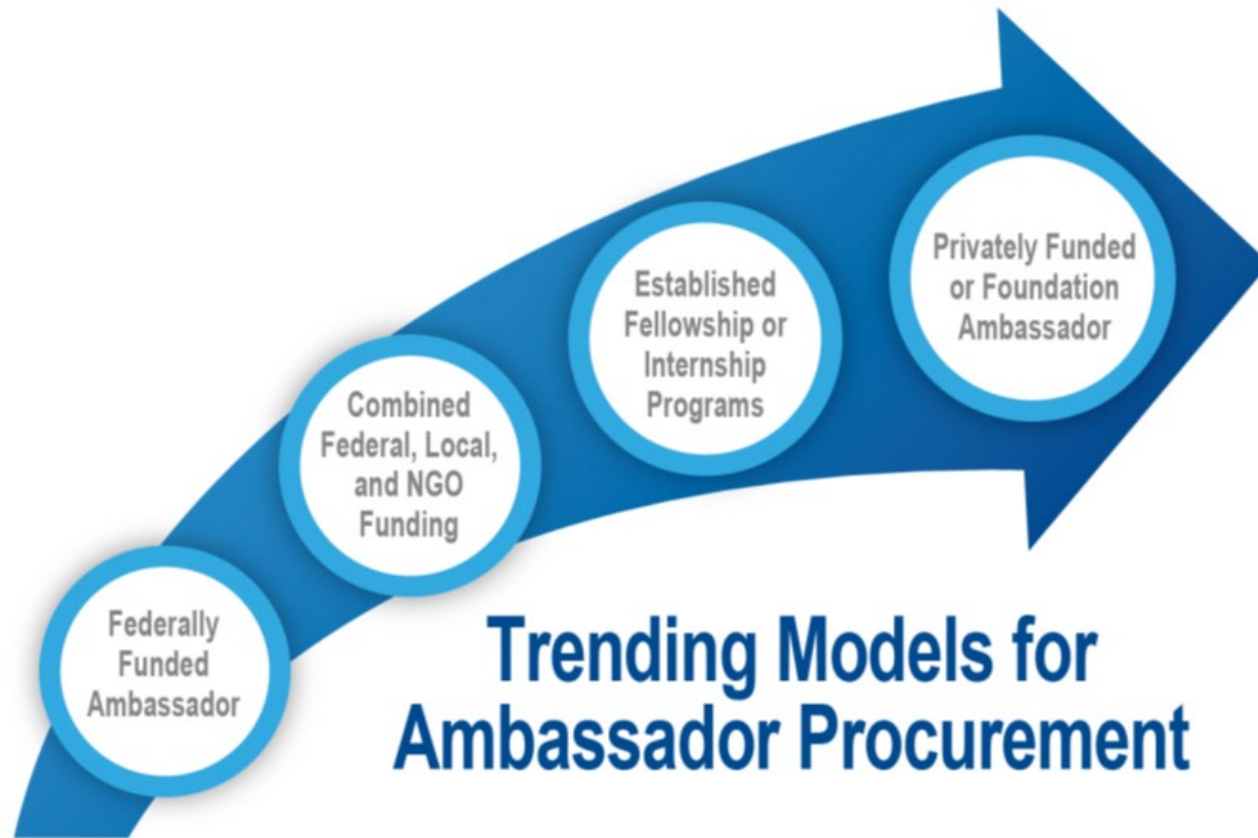 Federally
Funded
Ambassador
Combined
Federal, Local,
and NGO
Funding
Established
Fellowship or
Internship
Programs
Privately Funded
or Foundation
Ambassador
Trending Models for
Ambassador Procurement